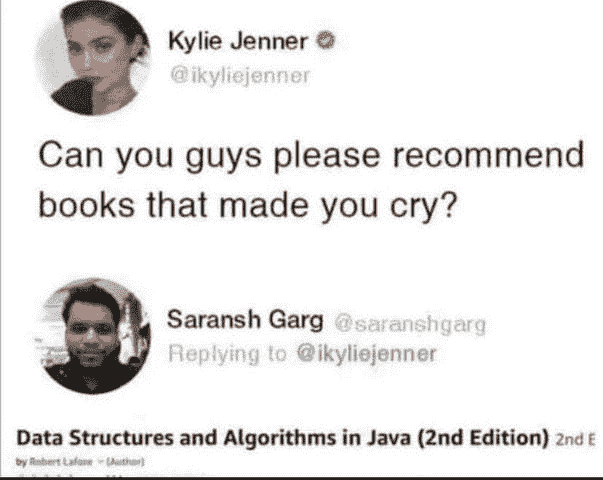 Kylie Jenner
@ikyliejenner
Can you guys please recommend
books that made you cry?
Saransh Garg @saranshgarg
Replying to @ikyliejenner
Data Structures and Algorithms in Java (2nd Edition) 2nd E
by Robert Lafore (Author)